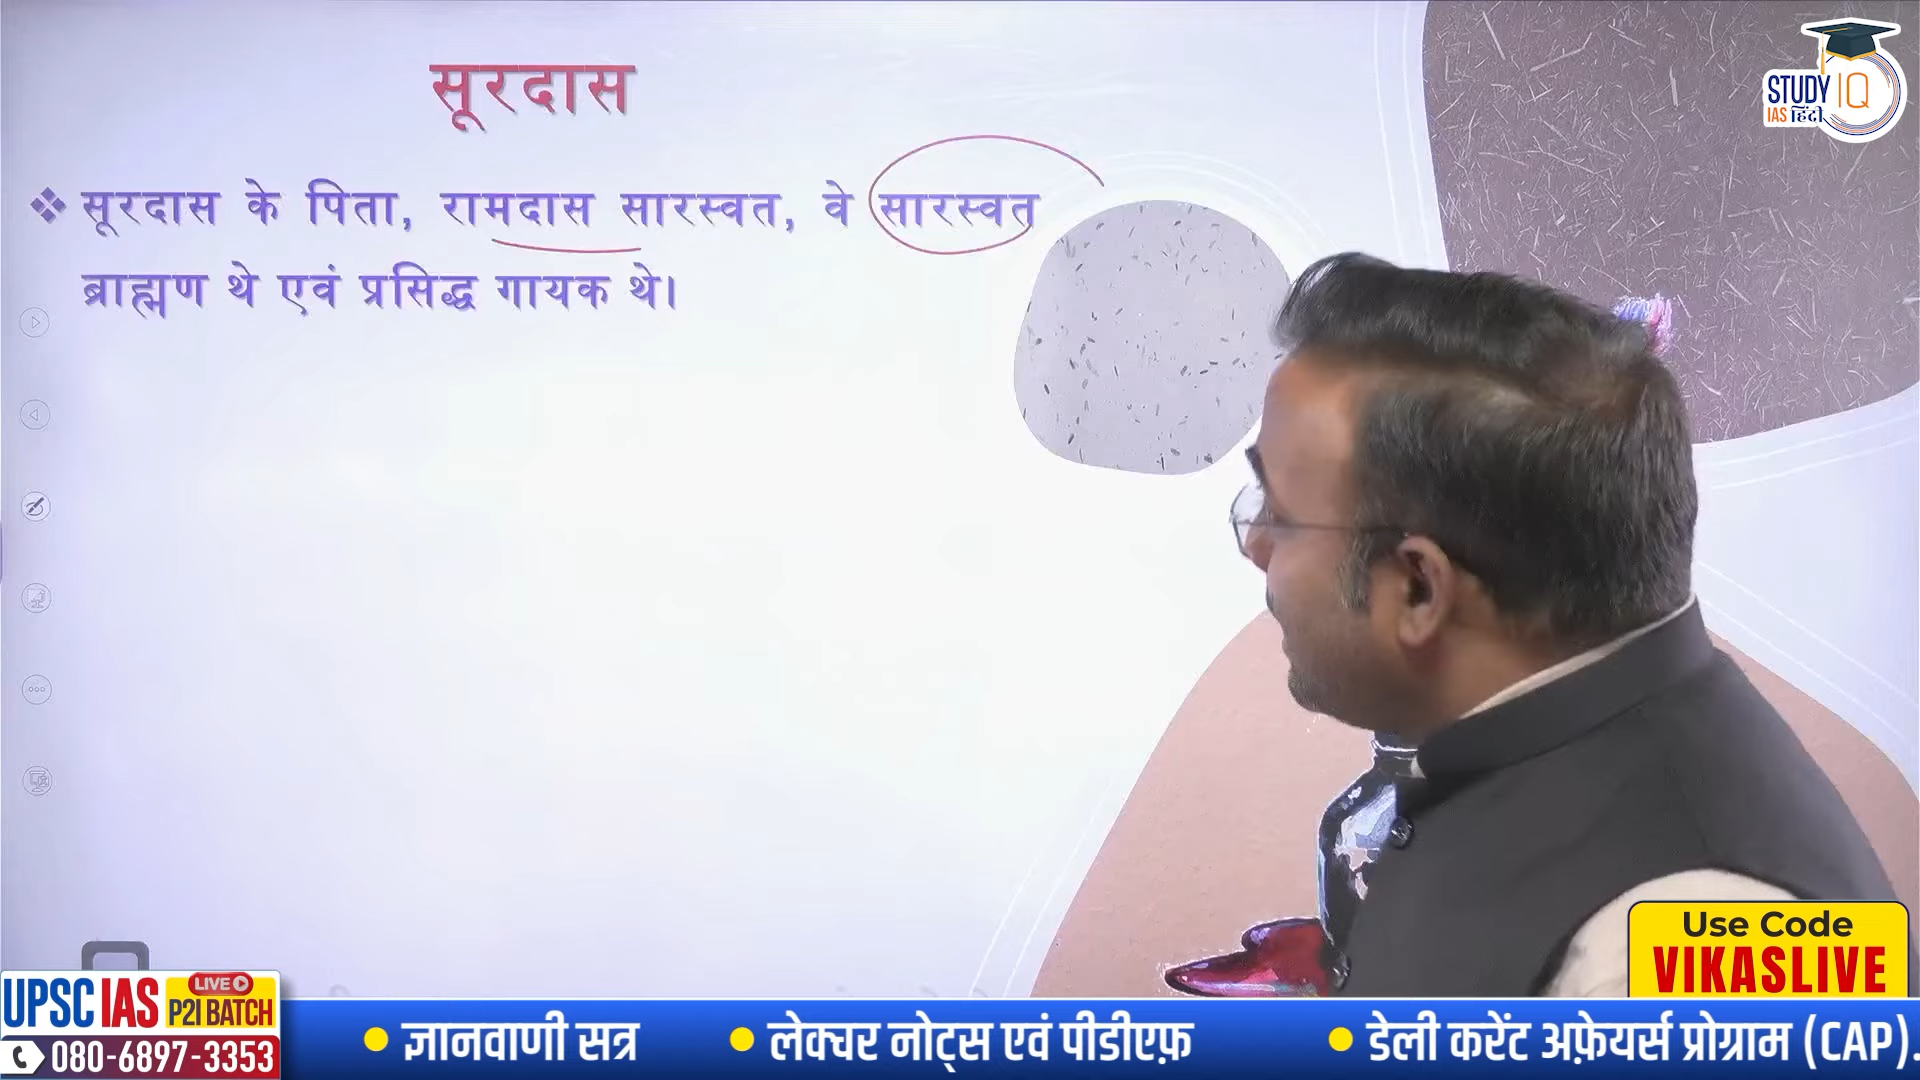 सूरदास
STUDY IQ
IAS हिंदी
❖ सूरदास के पिता, रामदास सारस्वत, वे सारस्वत
ब्राह्मण थे एवं प्रसिद्ध गायक थे।
Use Code
VIKASLIVE
UPSC IAS
LIVE
P2I BATCH
080-6897-3353
• ज्ञानवाणी सत्र • लेक्चर नोट्स एवं पीडीएफ़ • डेली करेंट अफ़ेयर्स प्रोग्राम (CAP).